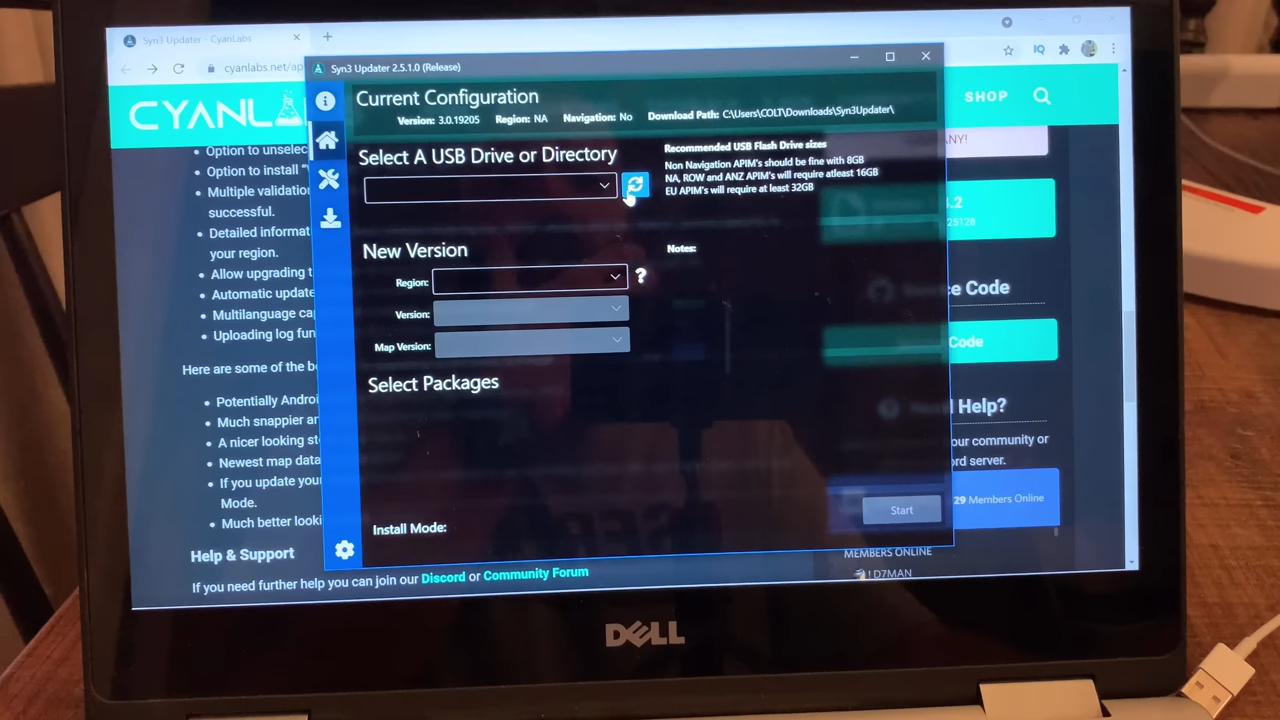 Syn3 Updater - CyanLabs
cyanlabs.net/ap
CYANLA
SHOP
Option to unselec
Option to install "
Multiple validatio
successful.
Detailed informat
your region.
Allow upgrading t
Automatic update
Multilanguage ca
Uploading log fun
Here are some of the b
Potentially Androi
Much snappier ar
A nicer looking st
Newest map data
If you update your
Mode.
Much better looki
Help & Support
If you need further help you can join our Discord or Community Forum
Syn3 Updater 2.5.1.0 (Release)
Current Configuration
Version: 3.0.19205 Region: NA Navigation: No Download Path: C:\Users\COLT\Downloads\Syn3Updater\
Select A USB Drive or Directory
Recommended USB Flash Drive sizes
Non Navigation APIM's should be fine with 8GB
NA, ROW and ANZ APIM's will require atleast 16GB
EU APIM's will require at least 32GB
New Version
Notes:
Region:
?
Version:
Map Version:
Select Packages
Install Mode:
Start
NY!
.2
25128
e Code
Code
Help?
our community or
rd server.
29 Members Online
MEMBERS ONLINE
! D7MAN
IQ
DELL